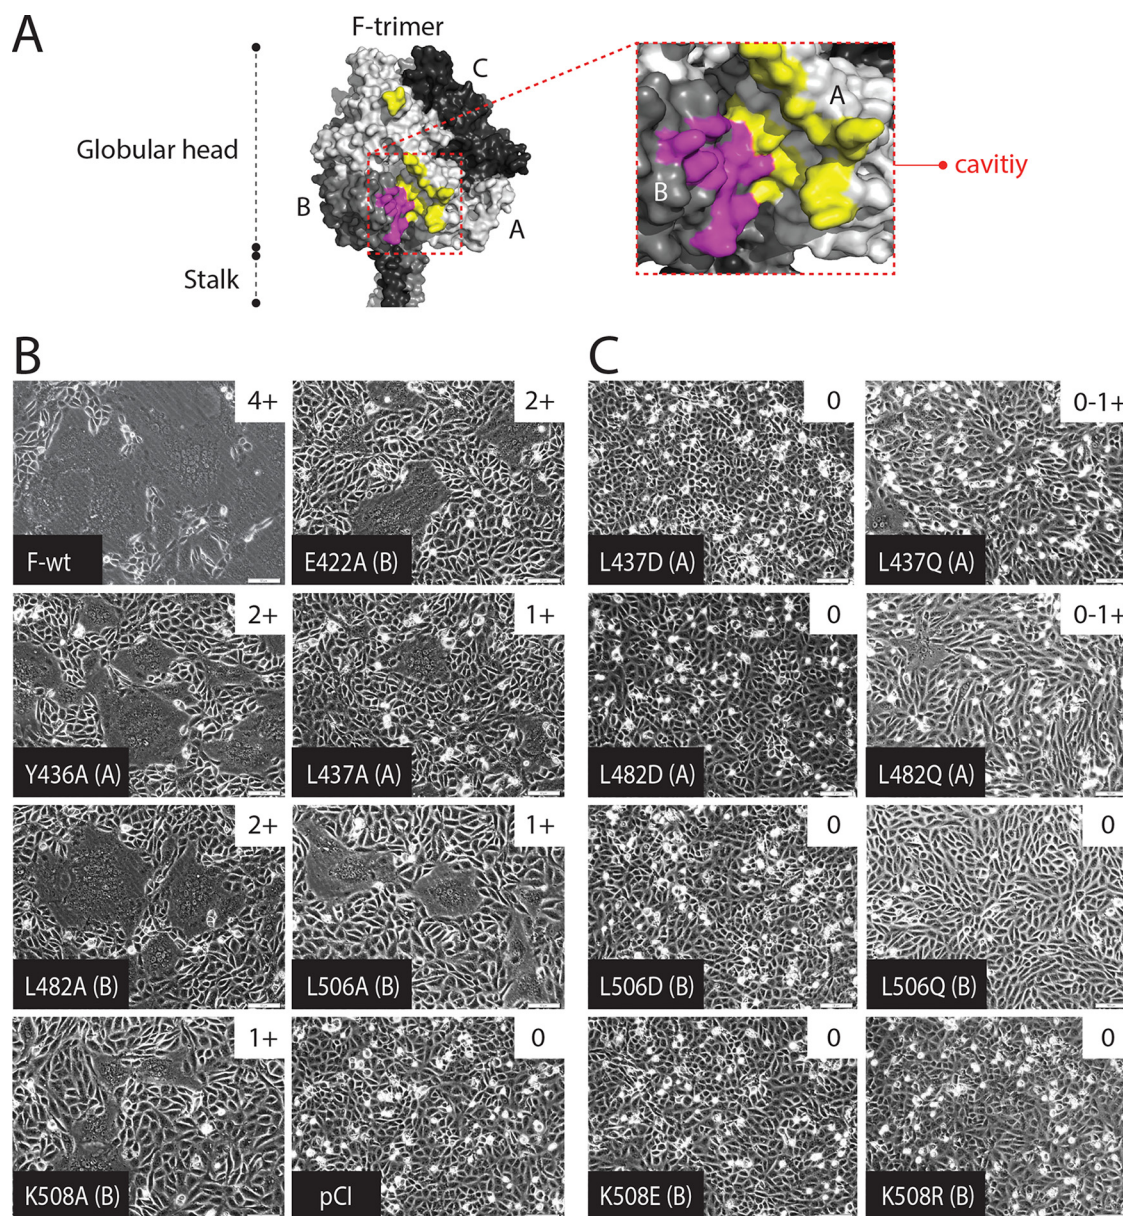 A
F-trimer
C
Globular head
B
A
Stalk
A
B
cavitiy
B
4+
F-wt
2+
E422A (B)
2+
Y436A (A)
1+
L437A (A)
2+
L482A (B)
1+
L506A (B)
1+
K508A (B)
0
pCI
C
0
L437D (A)
0-1+
L437Q (A)
0
L482D (A)
0-1+
L482Q (A)
0
L506D (B)
0
L506Q (B)
0
K508E (B)
0
K508R (B)